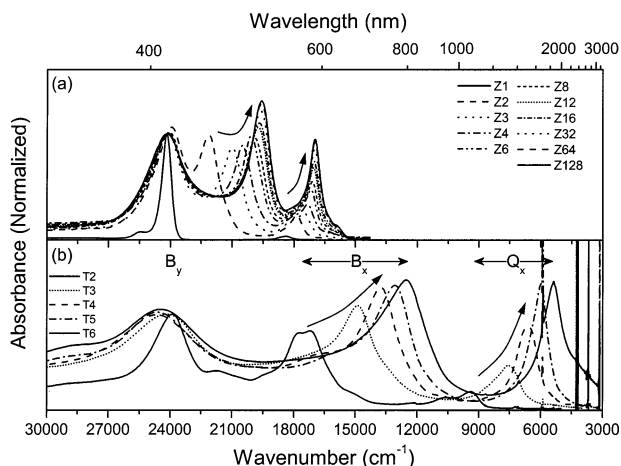 Wavelength (nm)
400 600 800 1000 2000 3000
(a)
Z1 Z8
Z2 Z12
Z3 Z16
Z4 Z32
Z6 Z64
Z128
Absorbance (Normalized)
(b) By Bx Qx
T2
T3
T4
T5
T6
30000 27000 24000 21000 18000 15000 12000 9000 6000 3000
Wavenumber (cm-1)